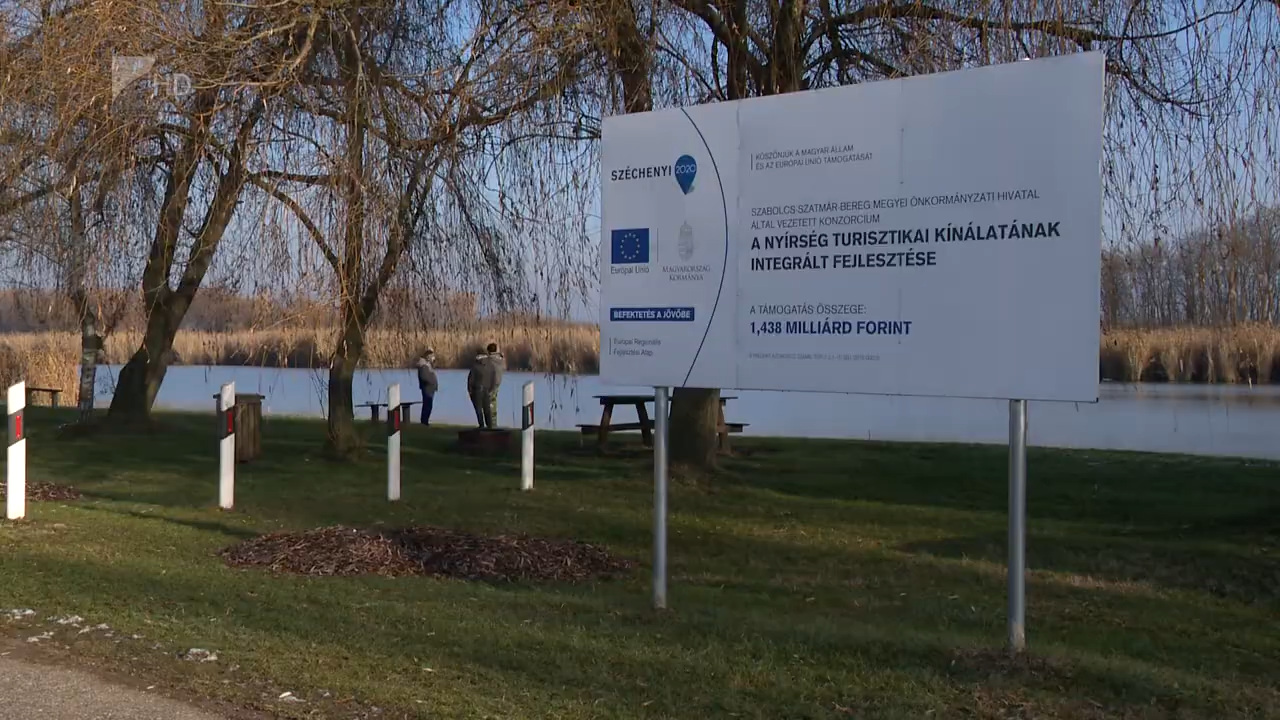 HD
SZÉCHENYI 2020
Európai Unió
MAGYARORSZÁG
KORMÁNYA
BEFEKTETÉS A JÖVŐBE
Európai Regionális
Fejlesztési Alap
KÖSZÖNJÜK A MAGYAR ÁLLAM
ÉS AZ EURÓPAI UNIÓ TÁMOGATÁSÁT
SZABOLCS SZATMÁR-BEREG MEGYEI ÖNKORMÁNYZATI HIVATAL
ÁLTAL VEZETETT KONZORCIUM
A NYÍRSÉG TURISZTIKAI KÍNÁLATÁNAK
INTEGRÁLT FEJLESZTÉSE
A TÁMOGATÁS ÖSSZEGE:
1,438 MILLIÁRD FORINT